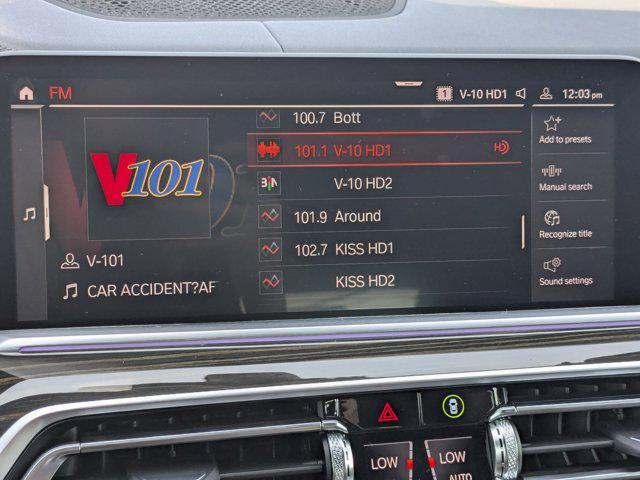 FM
1 V-10 HD1 12:03 pm
100.7 Bott
101.1 V-10 HD1 HD
V-10 HD2
101.9 Around
102.7 KISS HD1
KISS HD2
V101
V-101
CAR ACCIDENT?AF
Add to presets
Manual search
Recognize title
Sound settings
LOW
LOW
AUTO